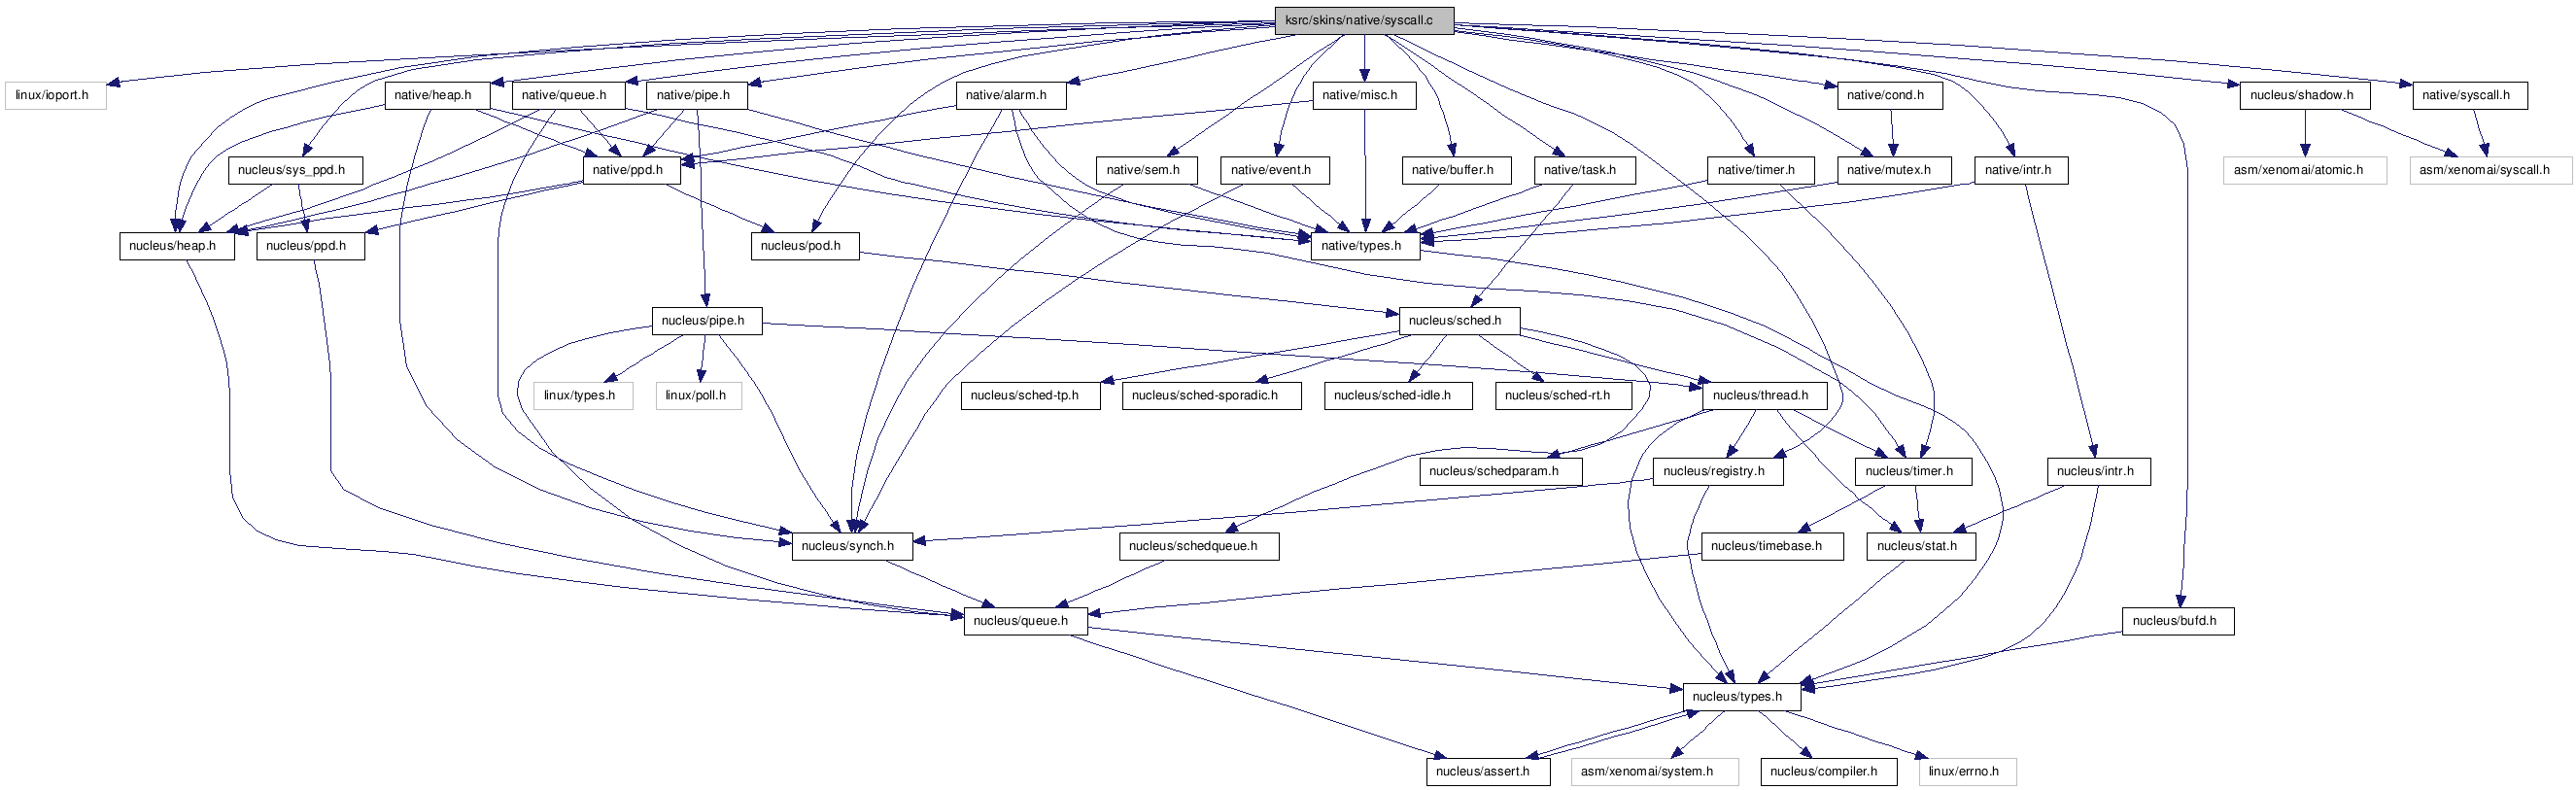 ksrc/skins/native/syscall.c
linux/ioport.h
native/heap.h
native/queue.h
native/pipe.h
native/alarm.h
native/misc.h
native/cond.h
nucleus/shadow.h
native/syscall.h
nucleus/sys_ppd.h
native/ppd.h
native/sem.h
native/event.h
native/buffer.h
native/task.h
native/timer.h
native/mutex.h
native/intr.h
asm/xenomai/atomic.h
asm/xenomai/syscall.h
nucleus/heap.h
nucleus/ppd.h
nucleus/pod.h
native/types.h
nucleus/pipe.h
nucleus/sched.h
linux/types.h
linux/poll.h
nucleus/sched-tp.h
nucleus/sched-sporadic.h
nucleus/sched-idle.h
nucleus/sched-rt.h
nucleus/thread.h
nucleus/schedparam.h
nucleus/registry.h
nucleus/timer.h
nucleus/intr.h
nucleus/synch.h
nucleus/schedqueue.h
nucleus/timebase.h
nucleus/stat.h
nucleus/queue.h
nucleus/bufd.h
nucleus/types.h
nucleus/assert.h
asm/xenomai/system.h
nucleus/compiler.h
linux/errno.h